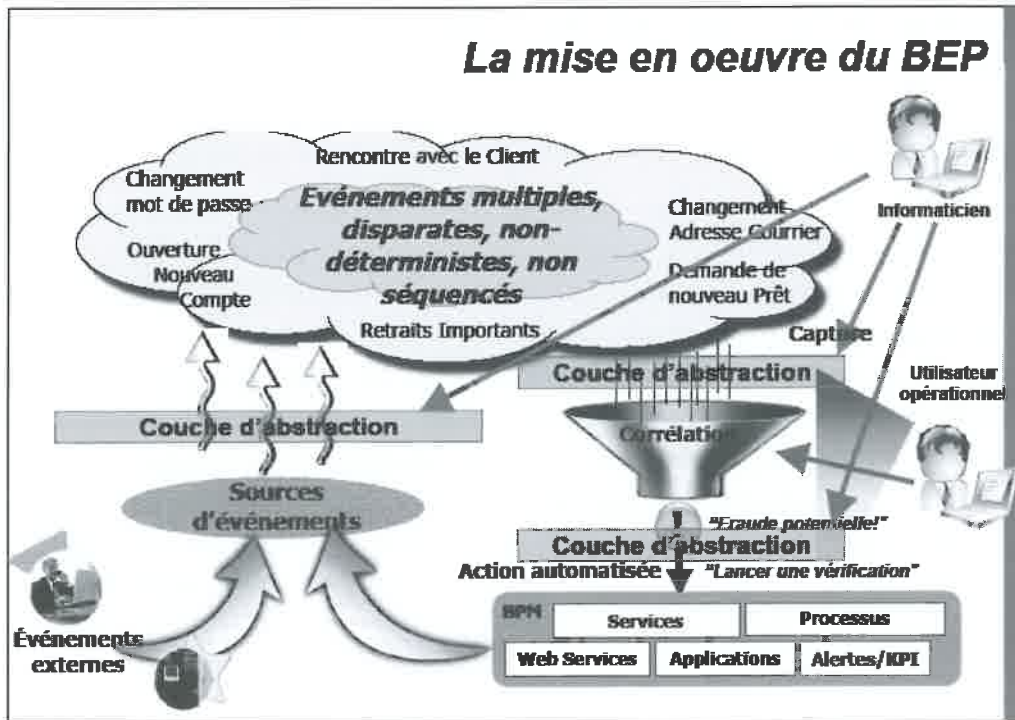 La mise en oeuvre du BEP
Rencontre avec le Client
Changement
mot de passe
Evénements multiples,
disparates, non-
déterministes, non
séquencés
Changement
Adresse Courrier
Ouverture
Nouveau
Compte
Demande de
nouveau Prêt
Retraits Importants
Informaticien
Capture
Couche d'abstraction
Utilisateur
opérationnel
Couche d'abstraction
Corrélation
Sources
d'événements
"Fraude potentielle!"
Couche d'abstraction
Action automatisée
"Lancer une vérification"
Événements
externes
BPM
Services
Processus
Web Services
Applications
Alertes/KPI